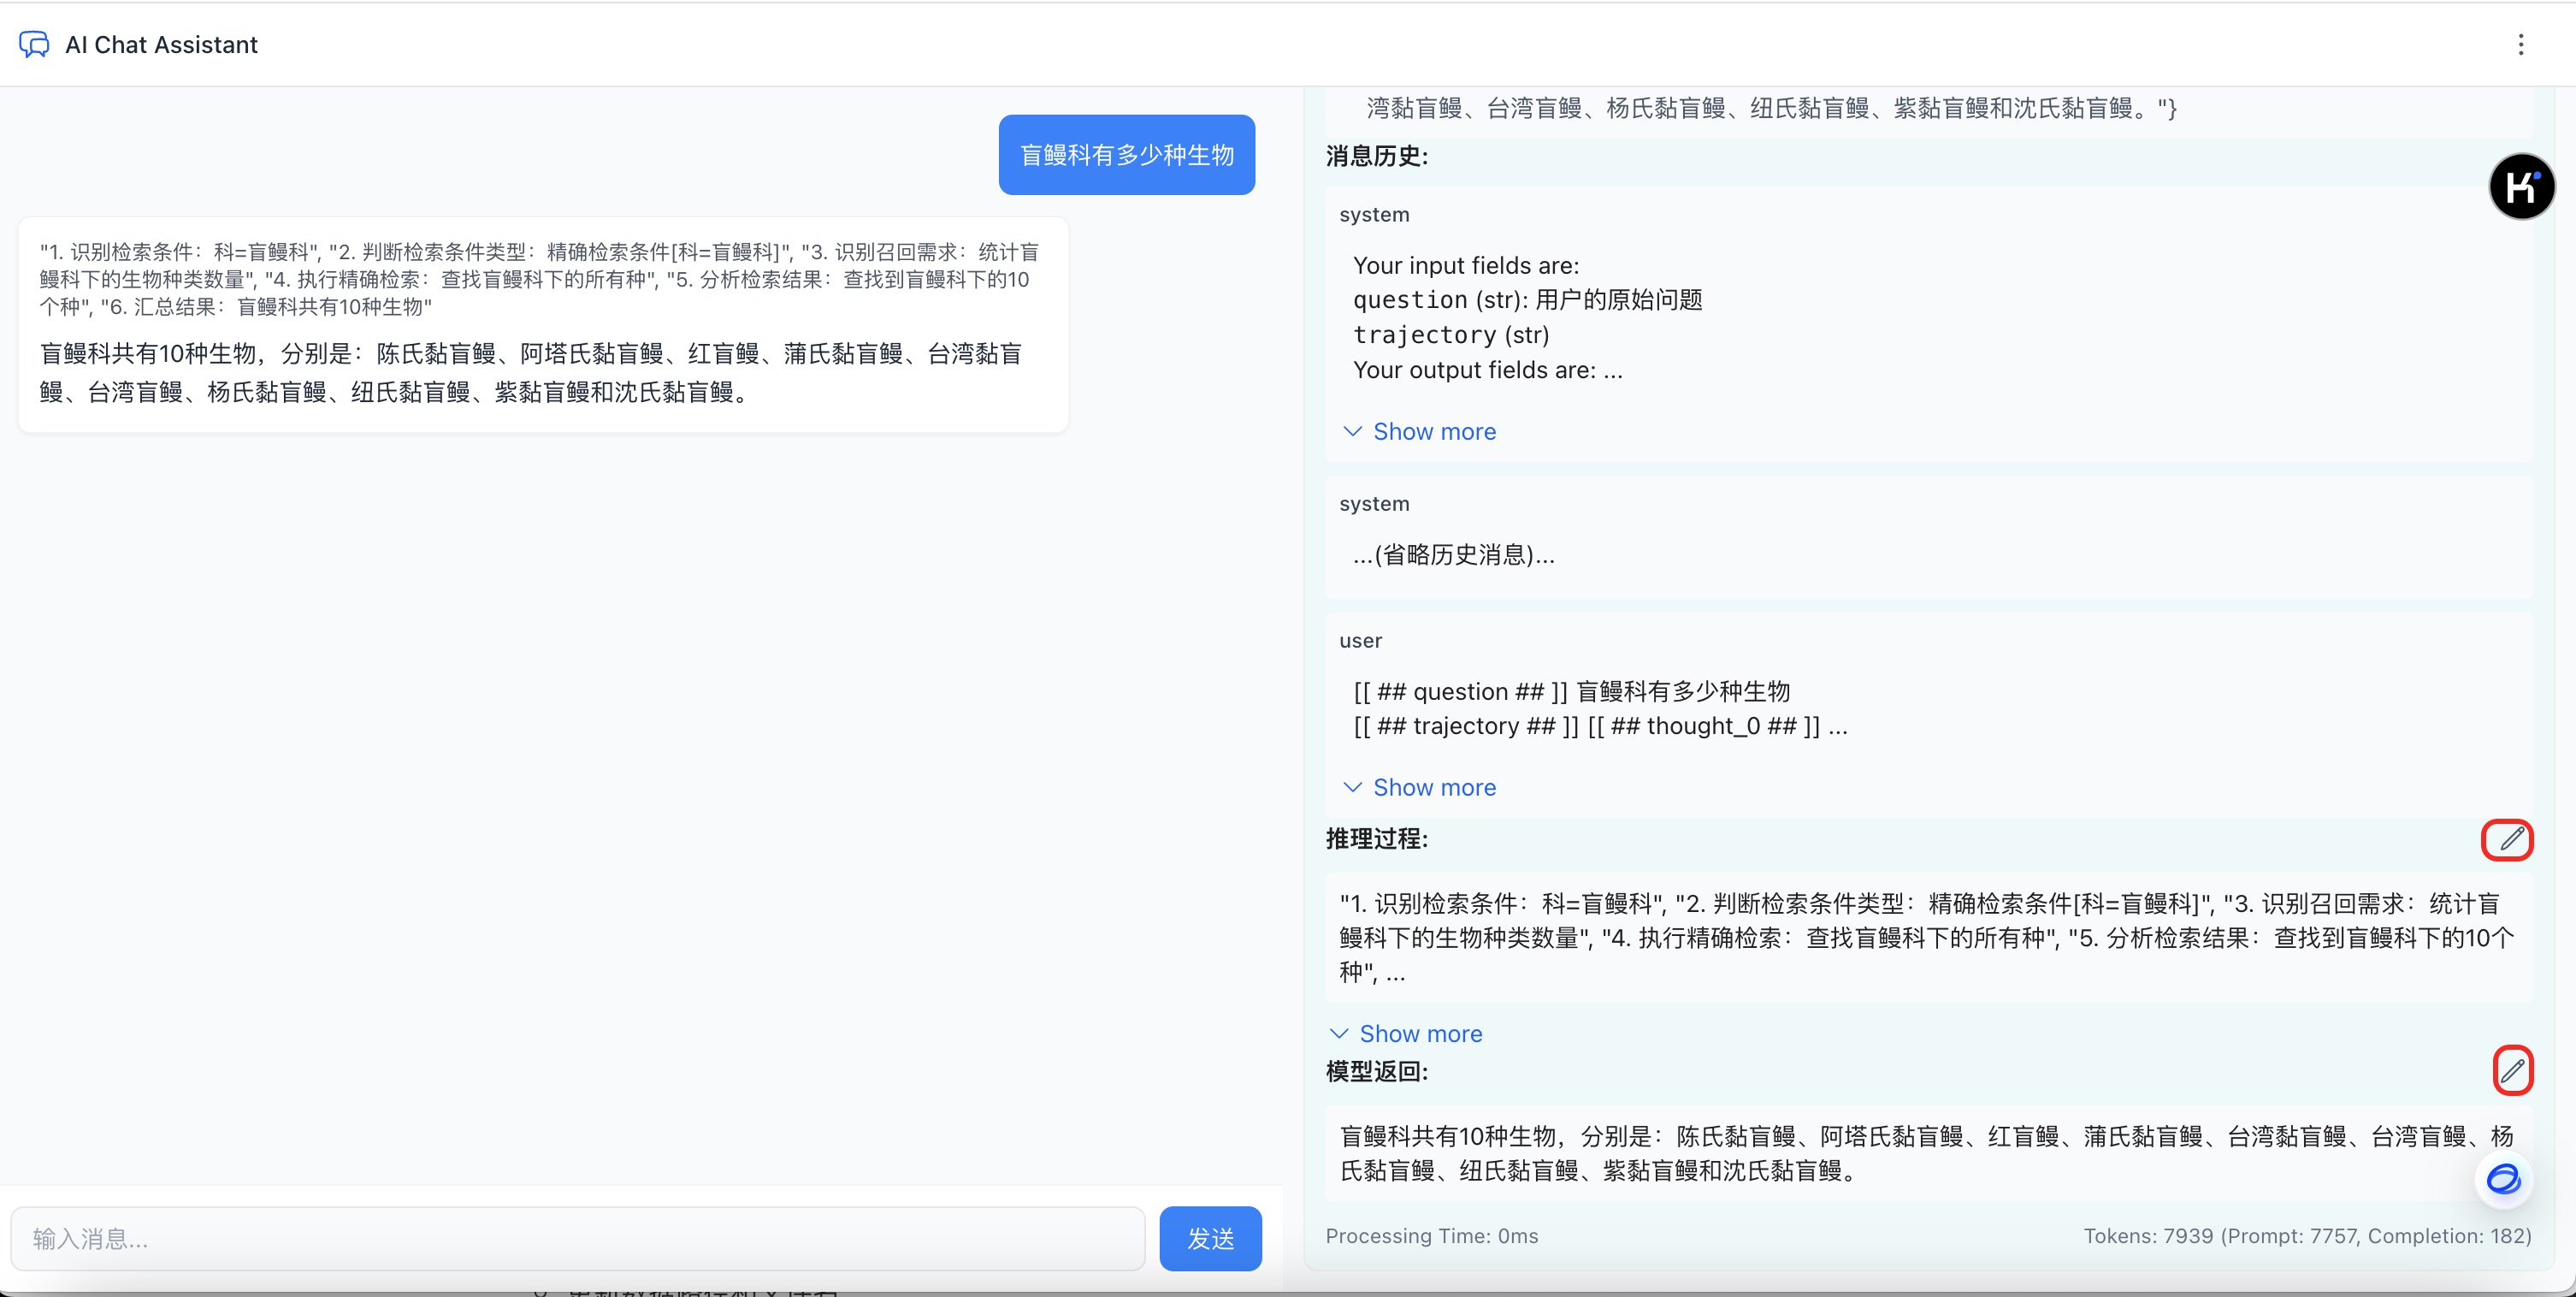 AI Chat Assistant
盲鳗科有多少种生物
"1. 识别检索条件：科=盲鳗科", "2. 判断检索条件类型：精确检索条件[科=盲鳗科]", "3. 识别召回需求：统计盲
鳗科下的生物种类数量", "4. 执行精确检索：查找盲鳗科下的所有种", "5. 分析检索结果：查找到盲鳗科下的10
个种", "6. 汇总结果：盲鳗科共有10种生物"
盲鳗科共有10种生物，分别是：陈氏黏盲鳗、阿塔氏黏盲鳗、红盲鳗、蒲氏黏盲鳗、台湾黏盲
鳗、台湾盲鳗、杨氏黏盲鳗、纽氏黏盲鳗、紫黏盲鳗和沈氏黏盲鳗。
输入消息...
发送
湾黏盲鳗、台湾盲鳗、杨氏黏盲鳗、纽氏黏盲鳗、紫黏盲鳗和沈氏黏盲鳗。"}
消息历史:
system
Your input fields are:
question (str): 用户的原始问题
trajectory (str)
Your output fields are: ...
Show more
system
...(省略历史消息)...
user
[[ ## question ## ]] 盲鳗科有多少种生物
[[ ## trajectory ## ]] [[ ## thought_0 ## ]] ...
Show more
推理过程:
"1. 识别检索条件：科=盲鳗科", "2. 判断检索条件类型：精确检索条件[科=盲鳗科]", "3. 识别召回需求：统计盲
鳗科下的生物种类数量", "4. 执行精确检索：查找盲鳗科下的所有种", "5. 分析检索结果：查找到盲鳗科下的10个
种", ...
Show more
模型返回:
盲鳗科共有10种生物，分别是：陈氏黏盲鳗、阿塔氏黏盲鳗、红盲鳗、蒲氏黏盲鳗、台湾黏盲鳗、台湾盲鳗、杨
氏黏盲鳗、纽氏黏盲鳗、紫黏盲鳗和沈氏黏盲鳗。
Processing Time: 0ms
Tokens: 7939 (Prompt: 7757, Completion: 182)